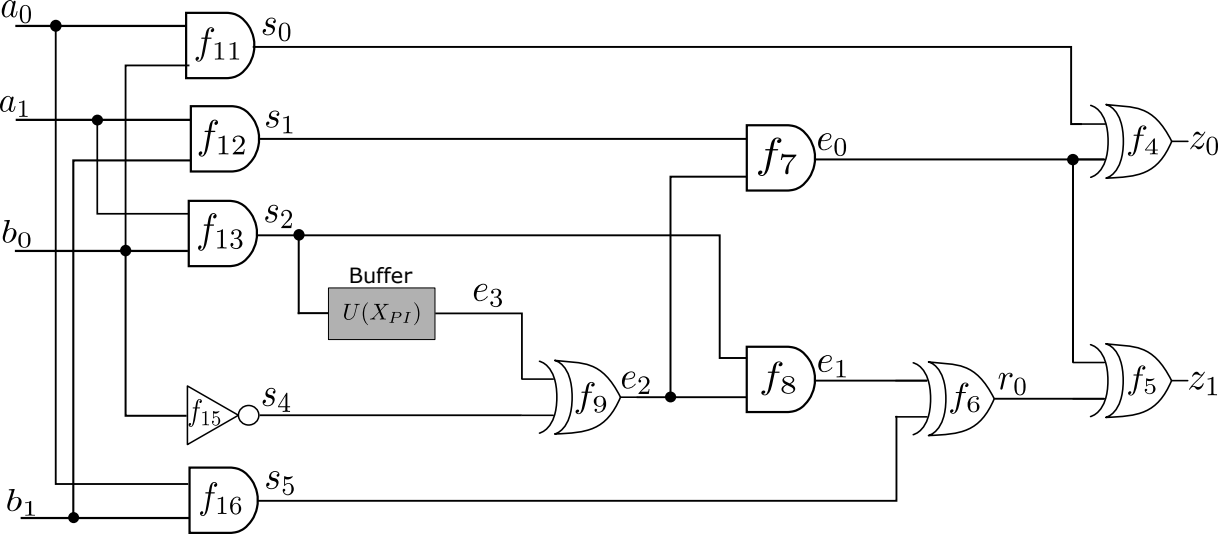 a₀
f₁₁
s₀
a₁
f₁₂
s₁
f₇
e₀
f₄
z₀
b₀
f₁₃
s₂
Buffer
U(X_PI)
e₃
f₁₅
s₄
f₉
e₂
f₈
e₁
f₆
r₀
f₅
z₁
b₁
f₁₆
s₅